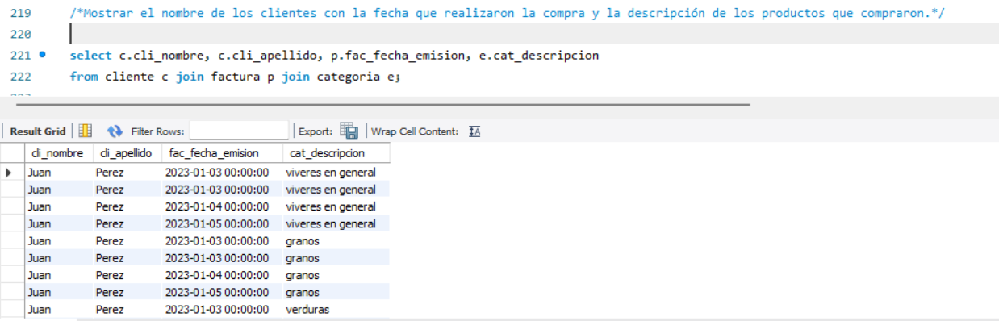 219 /*Mostrar el nombre de los clientes con la fecha que realizaron la compra y la descripción de los productos que compraron.*/
220
221 select c.cli_nombre, c.cli_apellido, p.fac_fecha_emision, e.cat_descripcion
222 from cliente c join factura p join categoria e;
Result Grid Filter Rows: Export: Wrap Cell Content:
cli_nombre cli_apellido fac_fecha_emision cat_descripcion
Juan Perez 2023-01-03 00:00:00 viveres en general
Juan Perez 2023-01-03 00:00:00 viveres en general
Juan Perez 2023-01-04 00:00:00 viveres en general
Juan Perez 2023-01-05 00:00:00 viveres en general
Juan Perez 2023-01-03 00:00:00 granos
Juan Perez 2023-01-03 00:00:00 granos
Juan Perez 2023-01-04 00:00:00 granos
Juan Perez 2023-01-05 00:00:00 granos
Juan Perez 2023-01-03 00:00:00 verduras